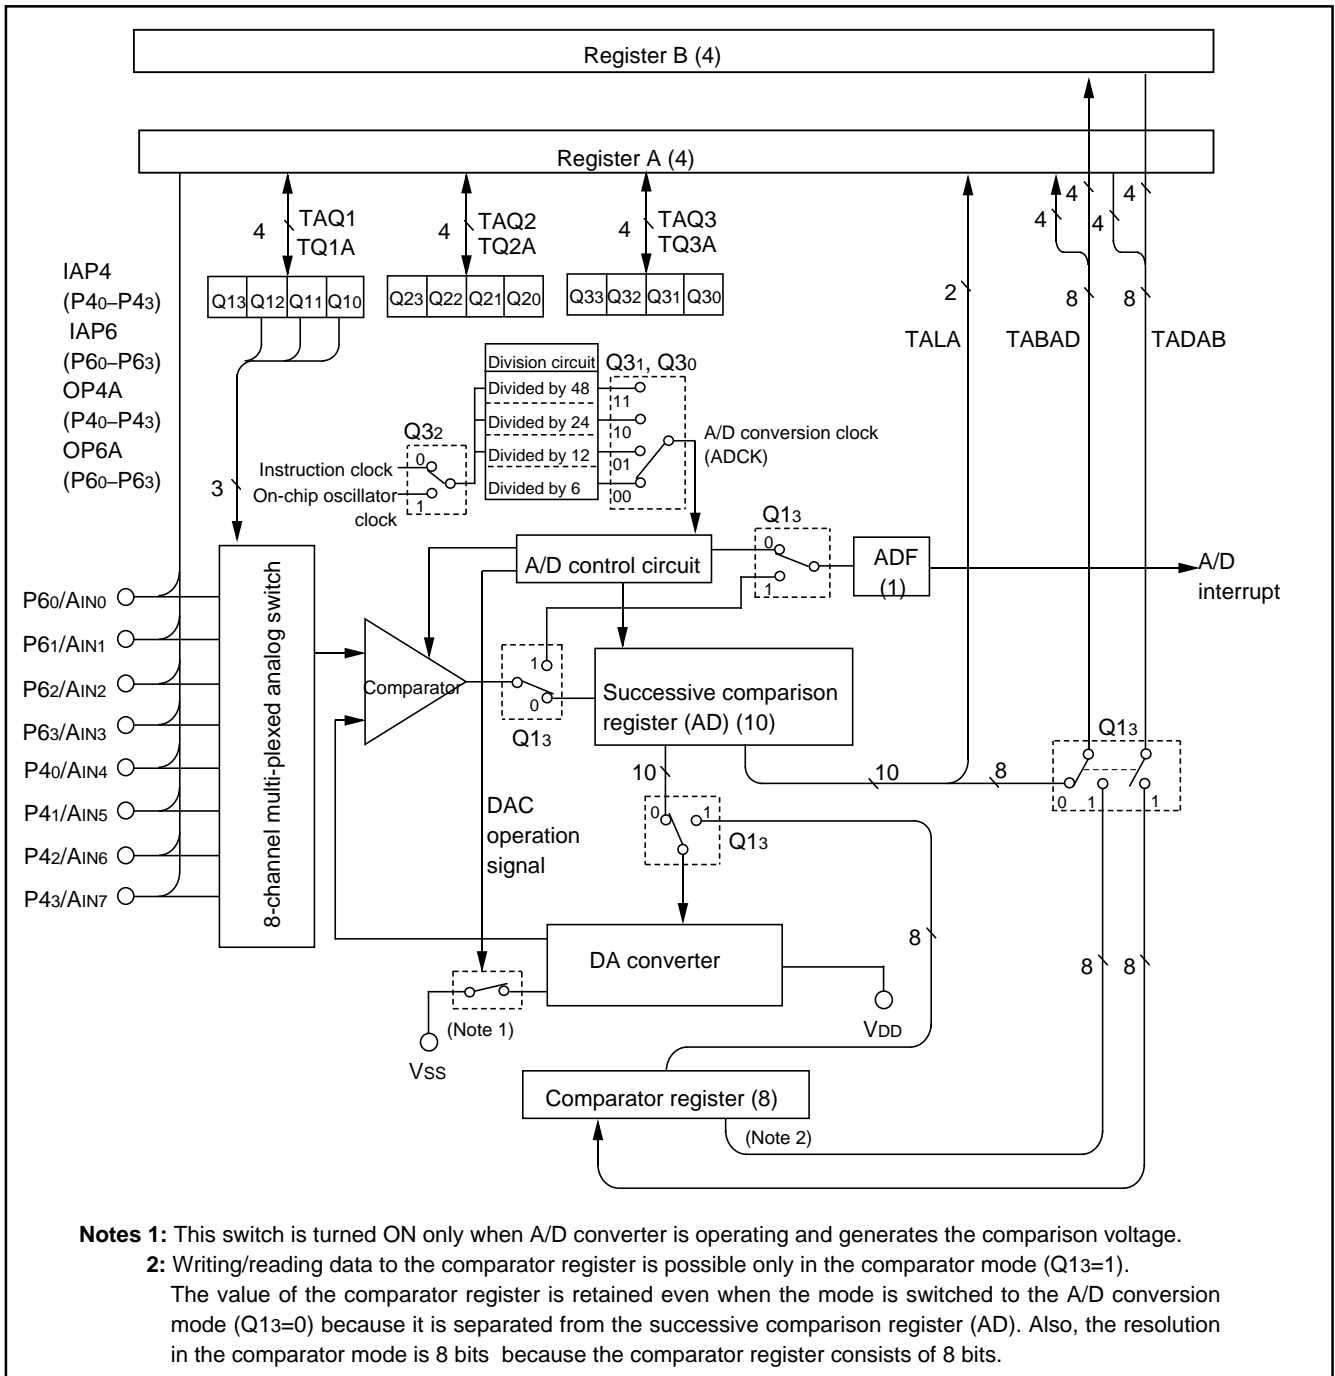 Register B (4)
Register A (4)
4
TAQ1
TQ1A
4
TAQ2
TQ2A
4
TAQ3
TQ3A
4
4
4
4
IAP4
(P40–P43)
IAP6
(P60–P63)
OP4A
(P40–P43)
OP6A
(P60–P63)
Q13 Q12 Q11 Q10
Q23 Q22 Q21 Q20
Q33 Q32 Q31 Q30
2
8
8
TALA
TABAD
TADAB
Division circuit
Divided by 48
Divided by 24
Divided by 12
Divided by 6
Q31, Q30
11
10
01
00
A/D conversion clock
(ADCK)
Q32
0
1
Instruction clock
On-chip oscillator
clock
3
Q13
0
1
A/D control circuit
ADF
(1)
A/D
interrupt
P60/AIN0
P61/AIN1
P62/AIN2
P63/AIN3
P40/AIN4
P41/AIN5
P42/AIN6
P43/AIN7
8-channel multi-plexed analog switch
Comparator
1
0
Q13
Successive comparison
register (AD) (10)
Q13
0
1
1
10
10
8
0
1
Q13
DAC
operation
signal
8
8
8
DA converter
(Note 1)
VSS
VDD
Comparator register (8)
(Note 2)
Notes 1: This switch is turned ON only when A/D converter is operating and generates the comparison voltage.
2: Writing/reading data to the comparator register is possible only in the comparator mode (Q13=1).
The value of the comparator register is retained even when the mode is switched to the A/D conversion
mode (Q13=0) because it is separated from the successive comparison register (AD). Also, the resolution
in the comparator mode is 8 bits because the comparator register consists of 8 bits.